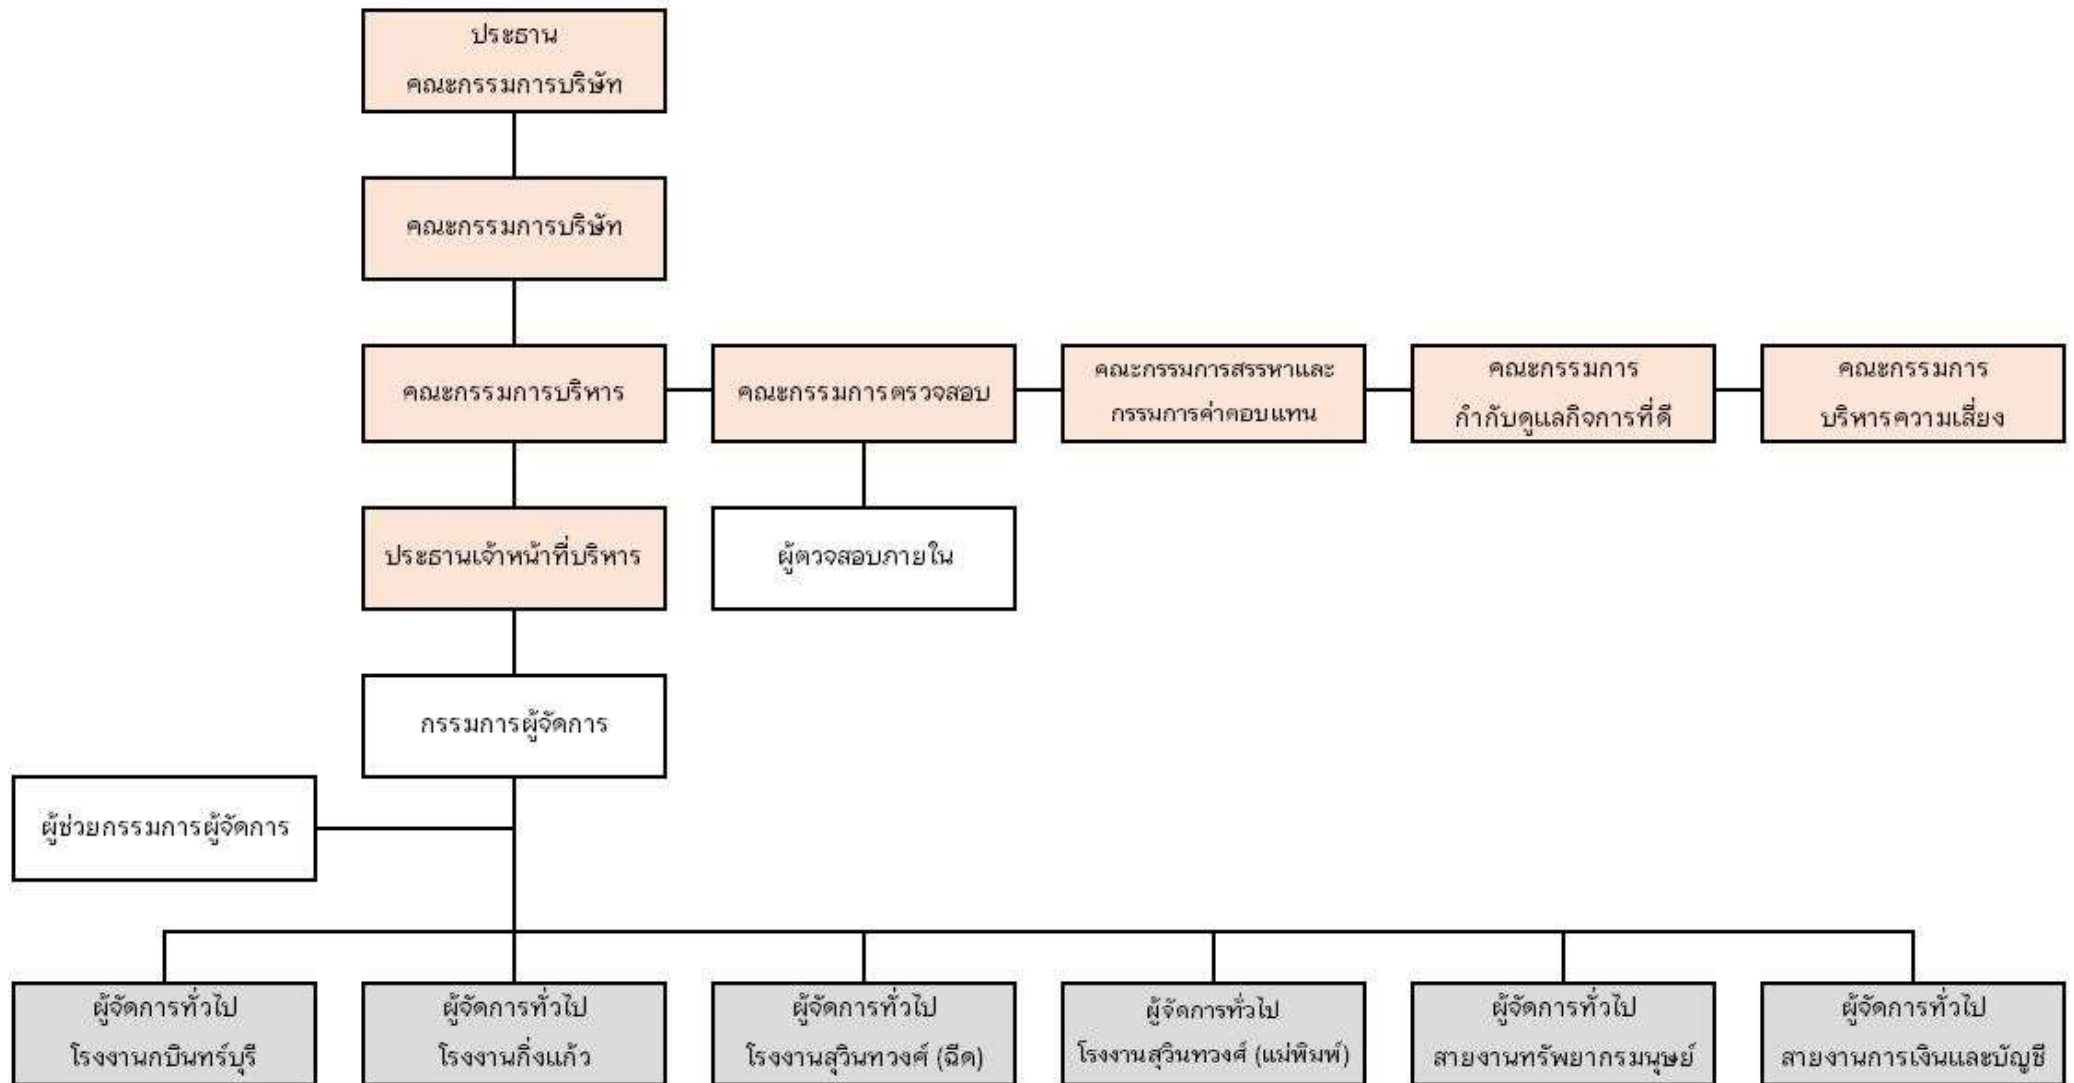 ประธาน
คณะกรรมการบริษัท
คณะกรรมการบริษัท
คณะกรรมการบริหาร
คณะกรรมการตรวจสอบ
คณะกรรมการสรรหาและ
กรรมการค่าตอบแทน
คณะกรรมการ
กำกับดูแลกิจการที่ดี
คณะกรรมการ
บริหารความเสี่ยง
ประธานเจ้าหน้าที่บริหาร
ผู้ตวจสอบภายใน
กรรมการผู้จัดการ
ผู้ช่วยกรรมการผู้จัดการ
ผู้จัดการทั่วไป
โรงงานกบินทร์บุรี
ผู้จัดการทั่วไป
โรงงานกิ่งแก้ว
ผู้จัดการทั่วไป
โรงงานสุวินทวงศ์ (ฉีด)
ผู้จัดการทั่วไป
โรงงานสุวินทวงศ์ (แม่พิมพ์)
ผู้จัดการทั่วไป
สายงานทรัพยากรมนุษย์
ผู้จัดการทั่วไป
สายงานการเงินและบัญชี